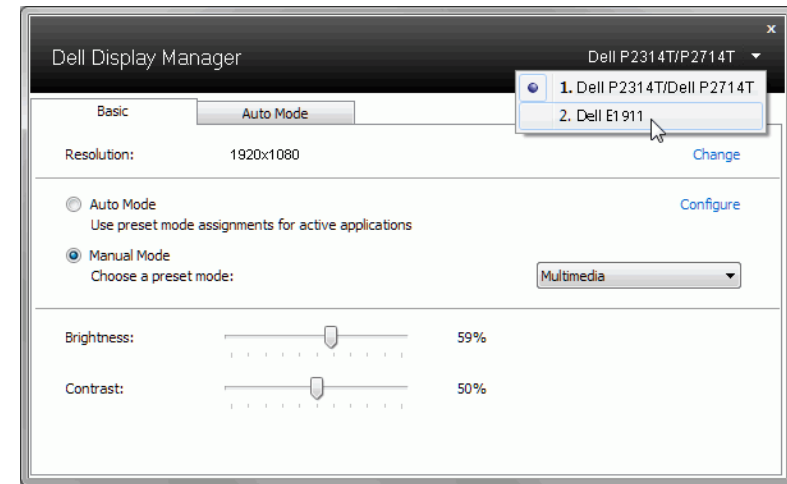 x
Dell Display Manager Dell P2314T/P2714T
1. Dell P2314T/Dell P2714T
2. Dell E1911
Basic Auto Mode
Resolution: 1920x1080 Change
Auto Mode Configure
Use preset mode assignments for active applications
Manual Mode
Choose a preset mode: Multimedia
Brightness: 59%
Contrast: 50%